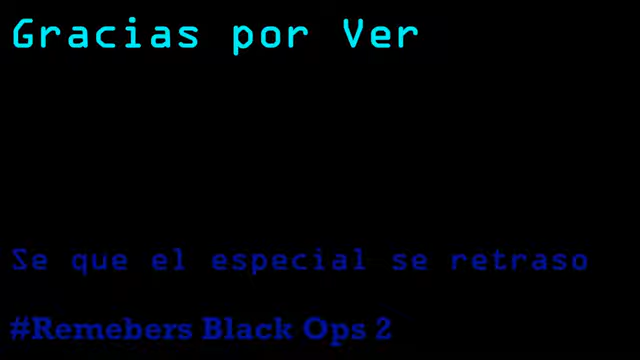 Gracias por Ver
Se que el especial se retraso
#Remebers Black Ops 2